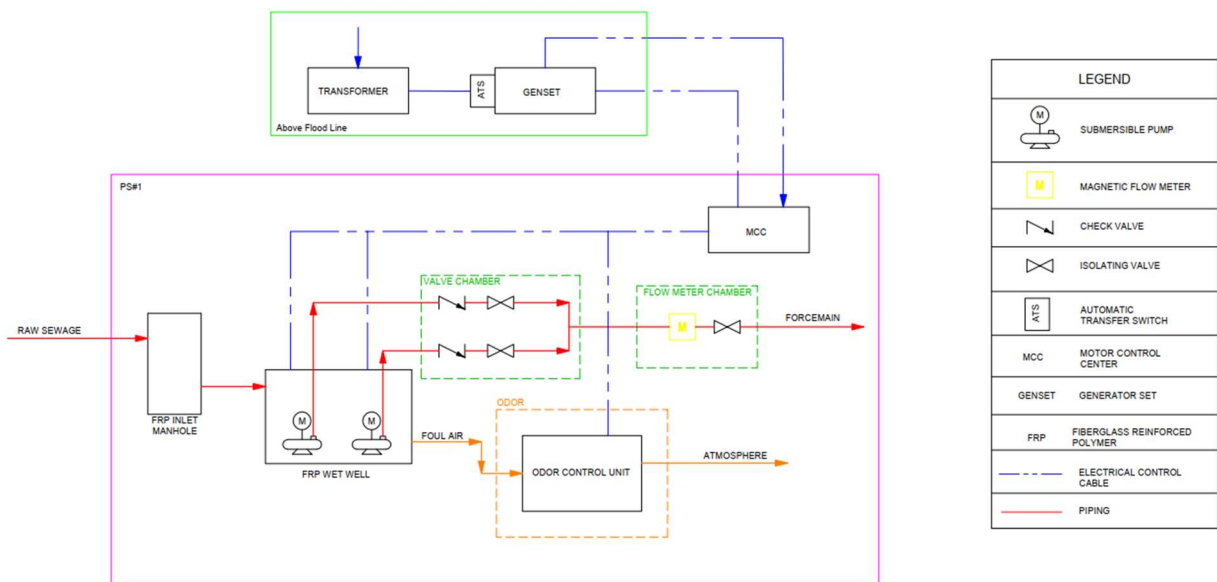 TRANSFORMER
ATS
GENSET
Above Flood Line
PS#1
MCC
VALVE CHAMBER
FLOW METER CHAMBER
M
RAW SEWAGE
FORCEMAIN
FRP INLET
MANHOLE
M
M
FRP WET WELL
FOUL AIR
ODOR
ODOR CONTROL UNIT
ATMOSPHERE
LEGEND
M
SUBMERSIBLE PUMP
M
MAGNETIC FLOW METER
CHECK VALVE
ISOLATING VALVE
ATS
AUTOMATIC
TRANSFER SWITCH
MCC
MOTOR CONTROL
CENTER
GENSET
GENERATOR SET
FRP
FIBERGLASS REINFORCED
POLYMER
ELECTRICAL CONTROL
CABLE
PIPING